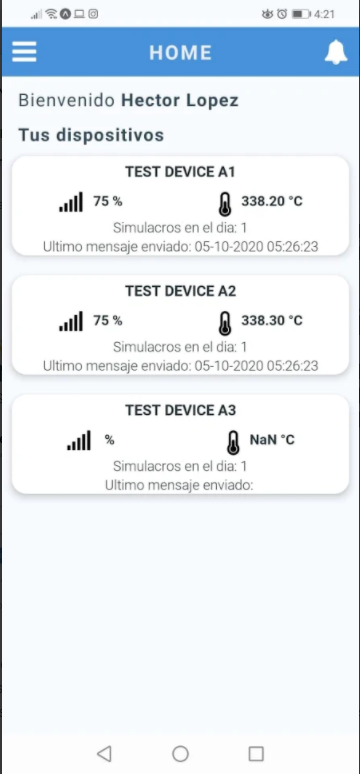 4:21
HOME
Bienvenido Hector Lopez
Tus dispositivos
TEST DEVICE A1
75 % 338.20 °C
Simulacros en el dia: 1
Ultimo mensaje enviado: 05-10-2020 05:26:23
TEST DEVICE A2
75 % 338.30 °C
Simulacros en el dia: 1
Ultimo mensaje enviado: 05-10-2020 05:26:23
TEST DEVICE A3
% NaN °C
Simulacros en el dia: 1
Ultimo mensaje enviado: